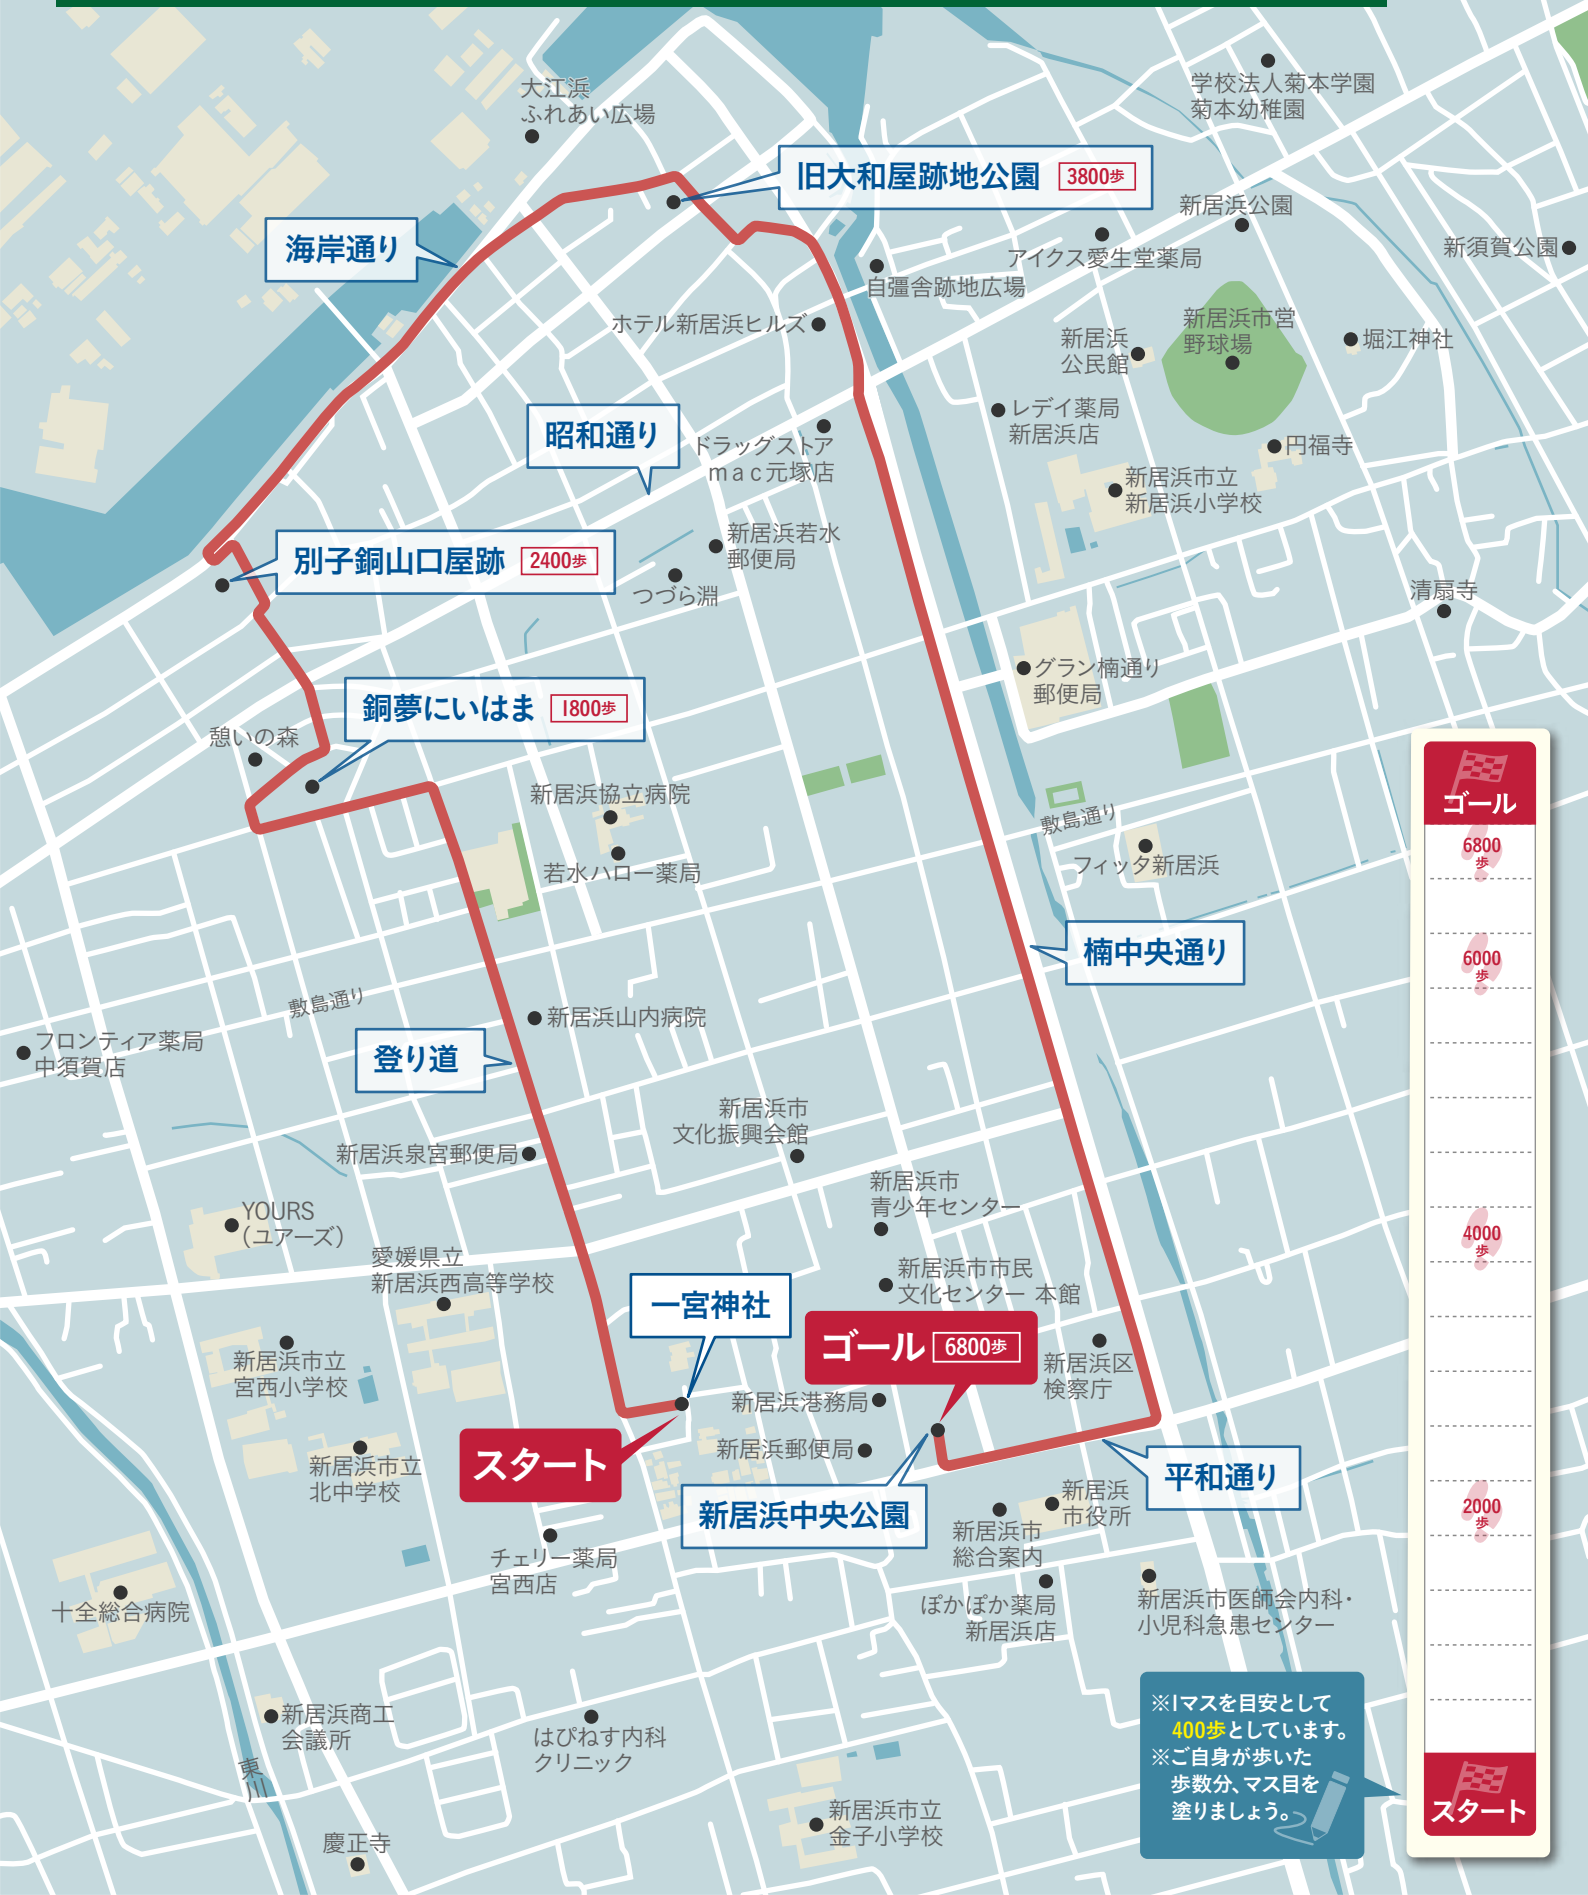 大江浜
ふれあい広場
学校法人菊本学園
菊本幼稚園
旧大和屋跡地公園 3800歩
海岸通り
新居浜公園
アイクス愛生堂薬局
新須賀公園
自彊舎跡地広場
ホテル新居浜ヒルズ
新居浜市営
野球場
新居浜
公民館
堀江神社
昭和通り
ドラッグストア
mac元塚店
レデイ薬局
新居浜店
円福寺
新居浜市立
新居浜小学校
別子銅山口屋跡 2400歩
新居浜若水
郵便局
つづら淵
清扇寺
グラン楠通り
郵便局
銅夢にいはま 1800歩
憩いの森
新居浜協立病院
若水ハロー薬局
敷島通り
フィッタ新居浜
楠中央通り
敷島通り
新居浜山内病院
登り道
フロンティア薬局
中須賀店
新居浜市
文化振興会館
新居浜泉宮郵便局
新居浜市
青少年センター
YOURS
(ユアーズ)
愛媛県立
新居浜西高等学校
新居浜市市民
文化センター 本館
一宮神社
ゴール 6800歩
新居浜区
検察庁
新居浜市立
宮西小学校
新居浜港務局
新居浜郵便局
スタート
新居浜市立
北中学校
新居浜中央公園
平和通り
新居浜
市役所
新居浜市
総合案内
チェリー薬局
宮西店
ぽかぽか薬局
新居浜店
新居浜市医師会内科・
小児科急患センター
十全総合病院
新居浜商工
会議所
はぴねす内科
クリニック
東川
新居浜市立
金子小学校
慶正寺
※1マスを目安として
400歩としています。
※ご自身が歩いた
歩数分、マス目を
塗りましょう。
ゴール
6800
歩
6000
歩
4000
歩
2000
歩
スタート